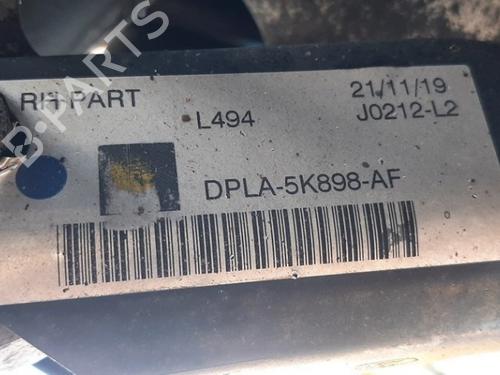 B-PARTS
RH PART
21/11/19
L494
J0212-L2
DPLA-5K898-AF